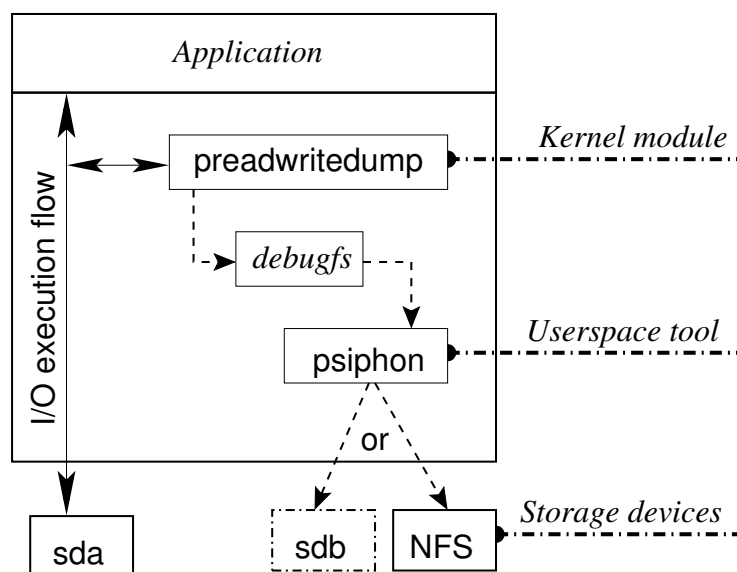 Application
Kernel module
preadwritedump
debugfs
I/O execution flow
Userspace tool
psiphon
or
Storage devices
sda
sdb
NFS